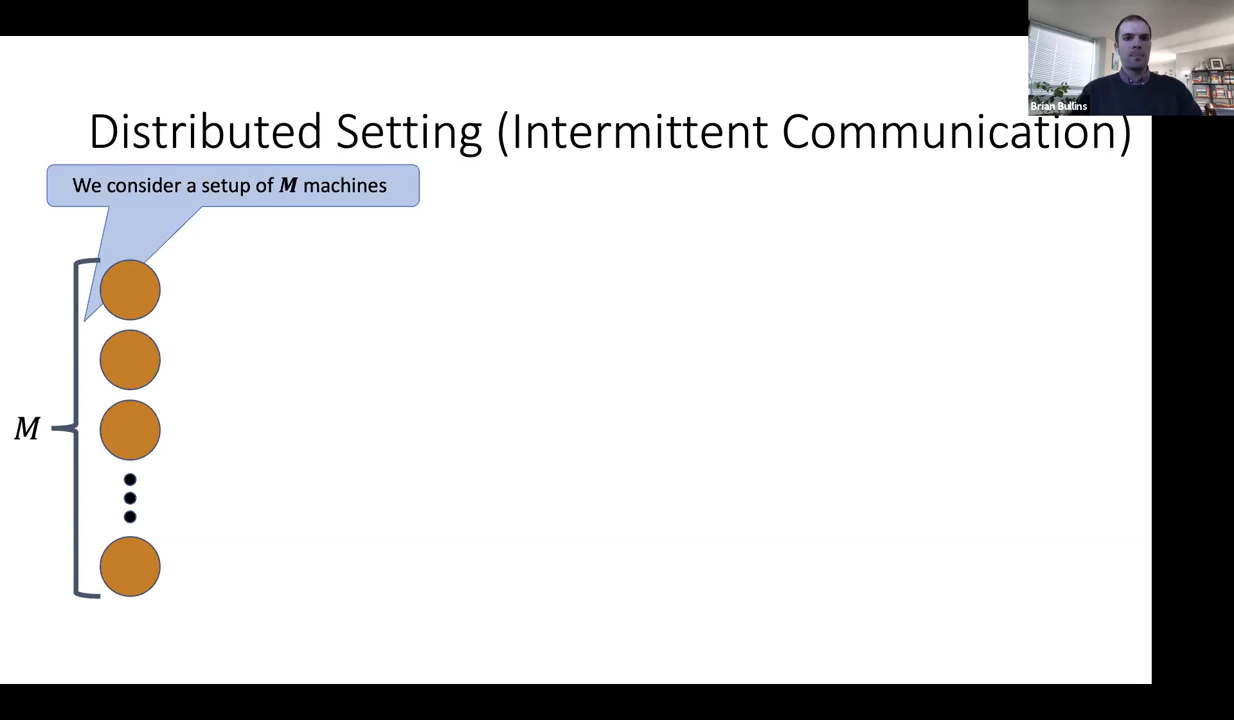 Brian Bullins
Distributed Setting (Intermittent Communication)
We consider a setup of M machines
M